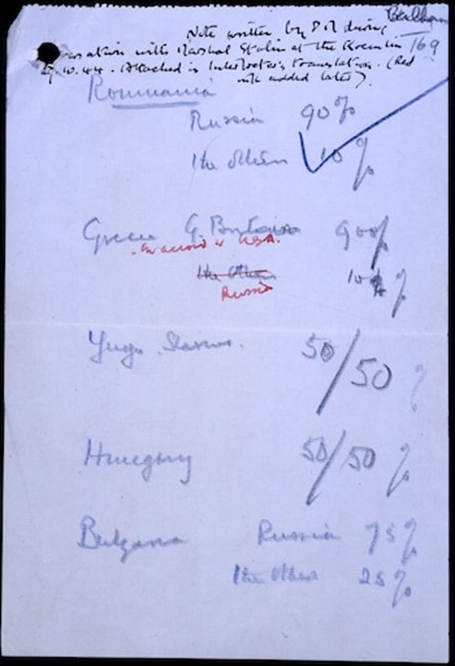 Balkans
Note written by P.M during 169
conversation with Marshal Stalin at the Kremlin
9.10.44. Attached is Interpreter's translation. (Red
ink added later).
Roumania
Russia 90%
the others 10%
Greece G. Britain 90%
in accord w USA.
the others 10%
Russia
Yugo Slavia. 50/50 %
Hungary 50/50 %
Bulgaria Russia 75%
the others 25%